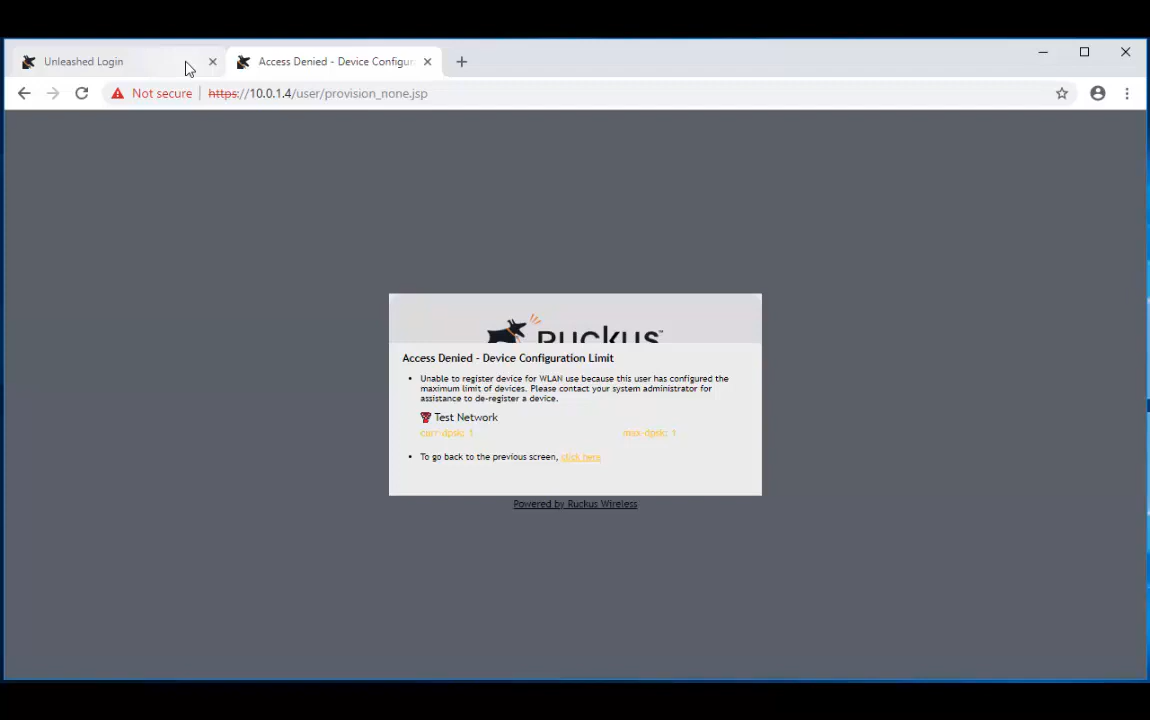 Unleashed Login
Access Denied - Device Configur
Not secure
https://10.0.1.4/user/provision_none.jsp
RUCKUS™
Access Denied - Device Configuration Limit
• Unable to register device for WLAN use because this user has configured the
maximum limit of devices. Please contact your system administrator for
assistance to de-register a device.
Test Network
curr-dpsk: 1 max-dpsk: 1
• To go back to the previous screen, click here
Powered by Ruckus Wireless